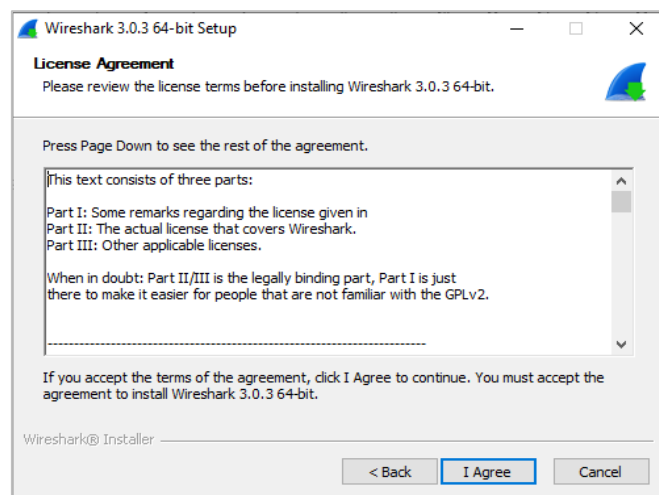 Wireshark 3.0.3 64-bit Setup
License Agreement
Please review the license terms before installing Wireshark 3.0.3 64-bit.
Press Page Down to see the rest of the agreement.
This text consists of three parts:
Part I: Some remarks regarding the license given in
Part II: The actual license that covers Wireshark.
Part III: Other applicable licenses.
When in doubt: Part II/III is the legally binding part, Part I is just
there to make it easier for people that are not familiar with the GPLv2.
------------------------------------------------------------------------
If you accept the terms of the agreement, click I Agree to continue. You must accept the
agreement to install Wireshark 3.0.3 64-bit.
Wireshark® Installer
< Back I Agree Cancel